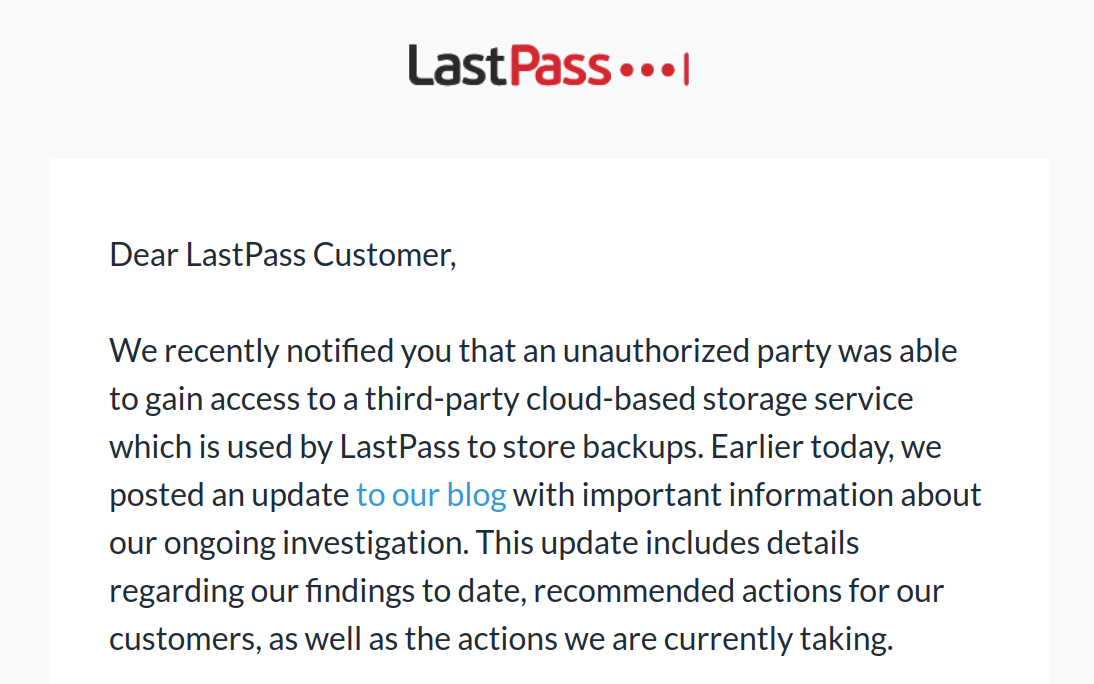 LastPass
Dear LastPass Customer,
We recently notified you that an unauthorized party was able
to gain access to a third-party cloud-based storage service
which is used by LastPass to store backups. Earlier today, we
posted an update to our blog with important information about
our ongoing investigation. This update includes details
regarding our findings to date, recommended actions for our
customers, as well as the actions we are currently taking.